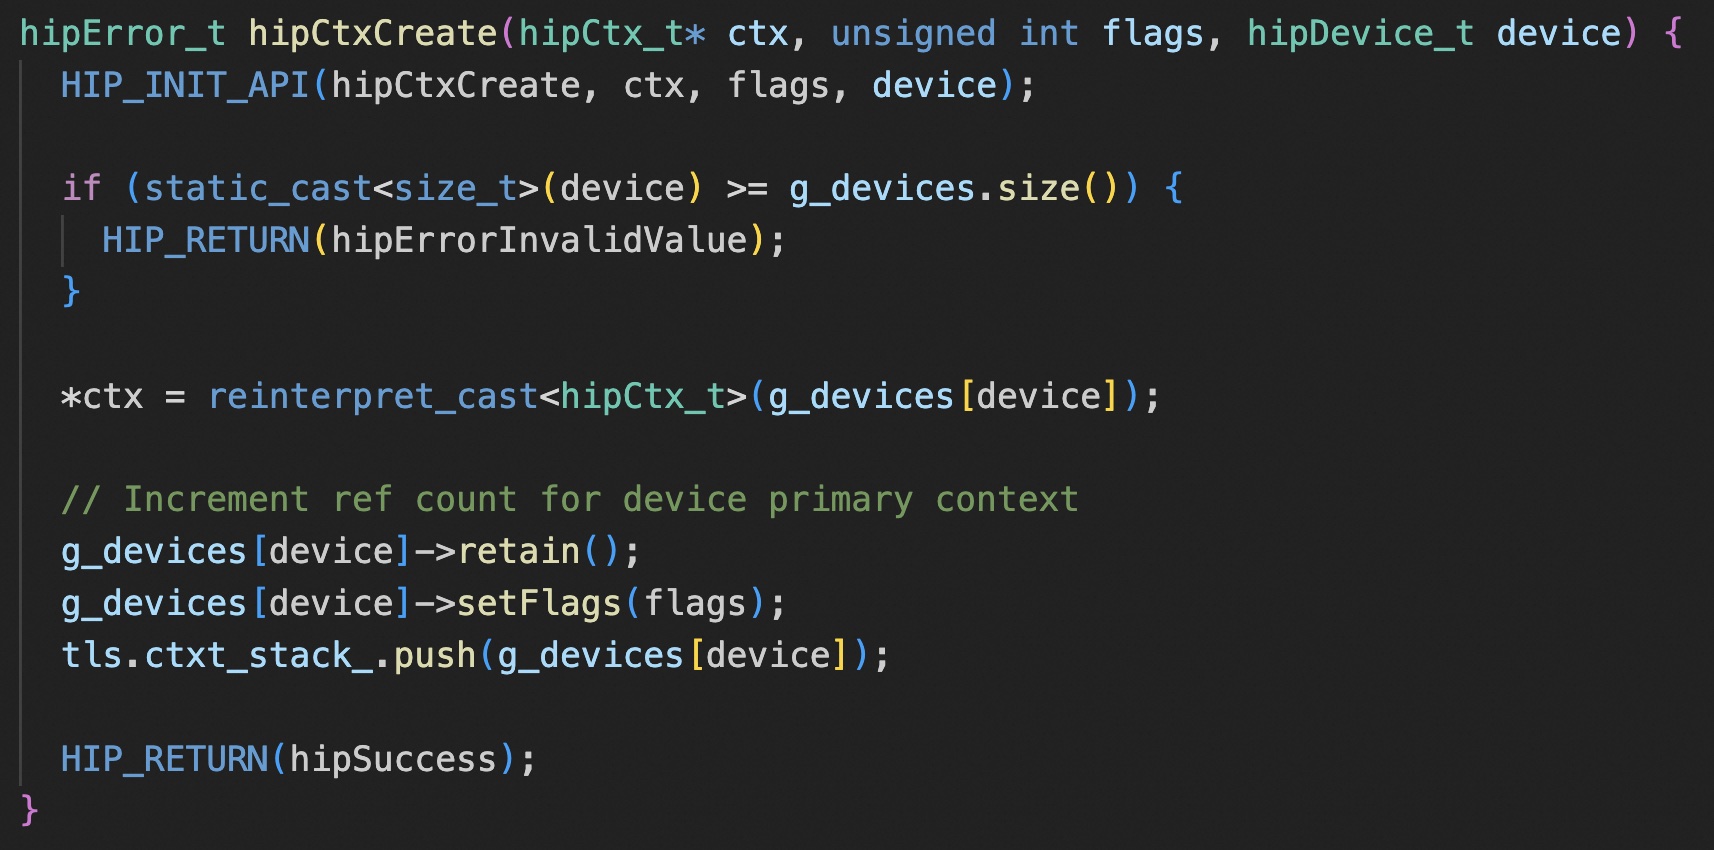 hipError_t hipCtxCreate(hipCtx_t* ctx, unsigned int flags, hipDevice_t device) {
  HIP_INIT_API(hipCtxCreate, ctx, flags, device);

  if (static_cast<size_t>(device) >= g_devices.size()) {
    HIP_RETURN(hipErrorInvalidValue);
  }

  *ctx = reinterpret_cast<hipCtx_t>(g_devices[device]);

  // Increment ref count for device primary context
  g_devices[device]->retain();
  g_devices[device]->setFlags(flags);
  tls.ctxt_stack_.push(g_devices[device]);

  HIP_RETURN(hipSuccess);
}